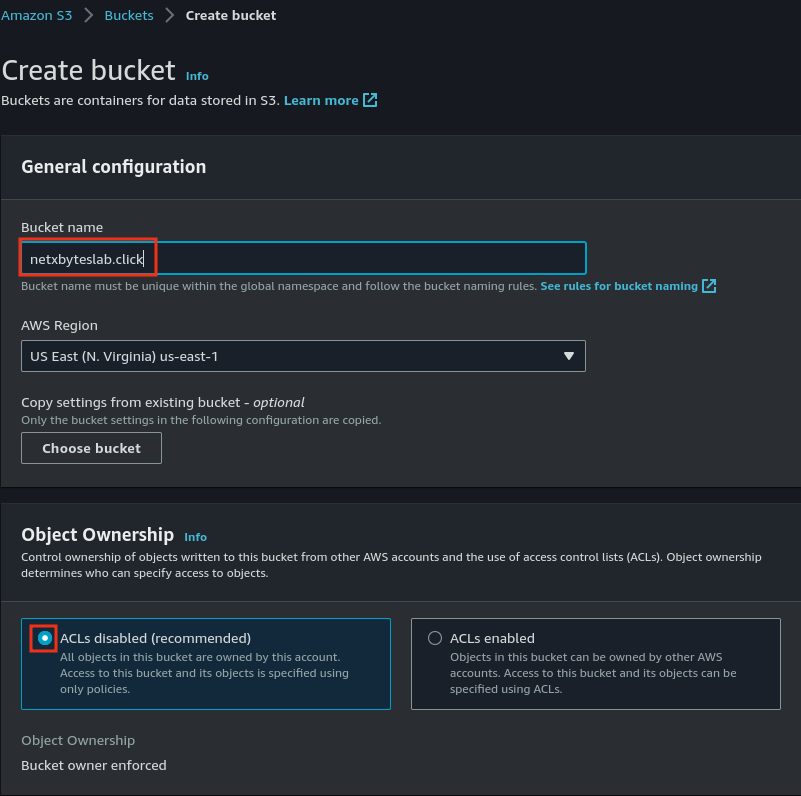 Amazon S3 > Buckets > Create bucket
Create bucket Info
Buckets are containers for data stored in S3. Learn more
General configuration
Bucket name
netxbyteslab.click
Bucket name must be unique within the global namespace and follow the bucket naming rules. See rules for bucket naming
AWS Region
US East (N. Virginia) us-east-1
Copy settings from existing bucket - optional
Only the bucket settings in the following configuration are copied.
Choose bucket
Object Ownership Info
Control ownership of objects written to this bucket from other AWS accounts and the use of access control lists (ACLs). Object ownership
determines who can specify access to objects.
ACLs disabled (recommended)
All objects in this bucket are owned by this account.
Access to this bucket and its objects is specified using
only policies.
ACLs enabled
Objects in this bucket can be owned by other AWS
accounts. Access to this bucket and its objects can be
specified using ACLs.
Object Ownership
Bucket owner enforced